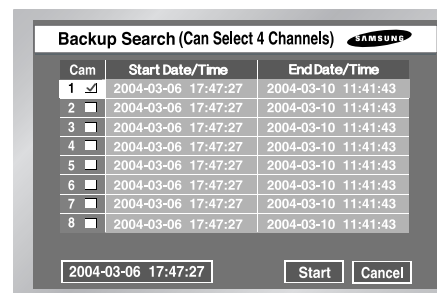 Backup Search (Can Select 4 Channels) SAMSUNG
Cam Start Date/Time End Date/Time
1 2004-03-06 17:47:27 2004-03-10 11:41:43
2 2004-03-06 17:47:27 2004-03-10 11:41:43
3 2004-03-06 17:47:27 2004-03-10 11:41:43
4 2004-03-06 17:47:27 2004-03-10 11:41:43
5 2004-03-06 17:47:27 2004-03-10 11:41:43
6 2004-03-06 17:47:27 2004-03-10 11:41:43
7 2004-03-06 17:47:27 2004-03-10 11:41:43
8 2004-03-06 17:47:27 2004-03-10 11:41:43
2004-03-06 17:47:27 Start Cancel